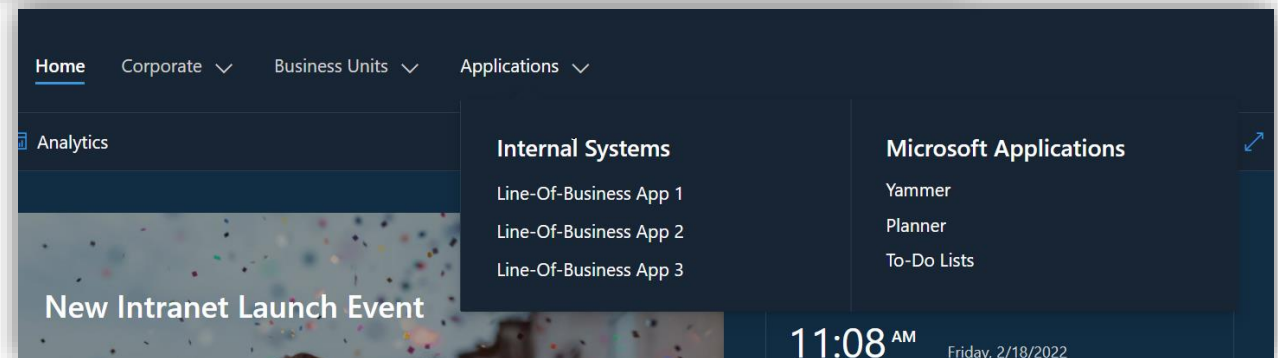 Home Corporate Business Units Applications
Analytics
Internal Systems
Line-Of-Business App 1
Line-Of-Business App 2
Line-Of-Business App 3
Microsoft Applications
Yammer
Planner
To-Do Lists
New Intranet Launch Event
11:08 AM
Friday, 2/18/2022